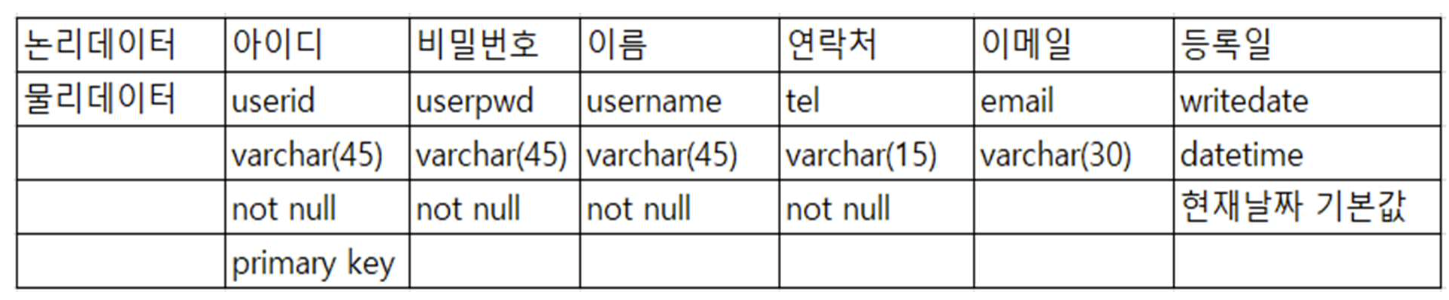 논리데이터 아이디 비밀번호 이름 연락처 이메일 등록일
물리데이터 userid userpwd username tel email writedate
varchar(45) varchar(45) varchar(45) varchar(15) varchar(30) datetime
not null not null not null not null 현재날짜 기본값
primary key